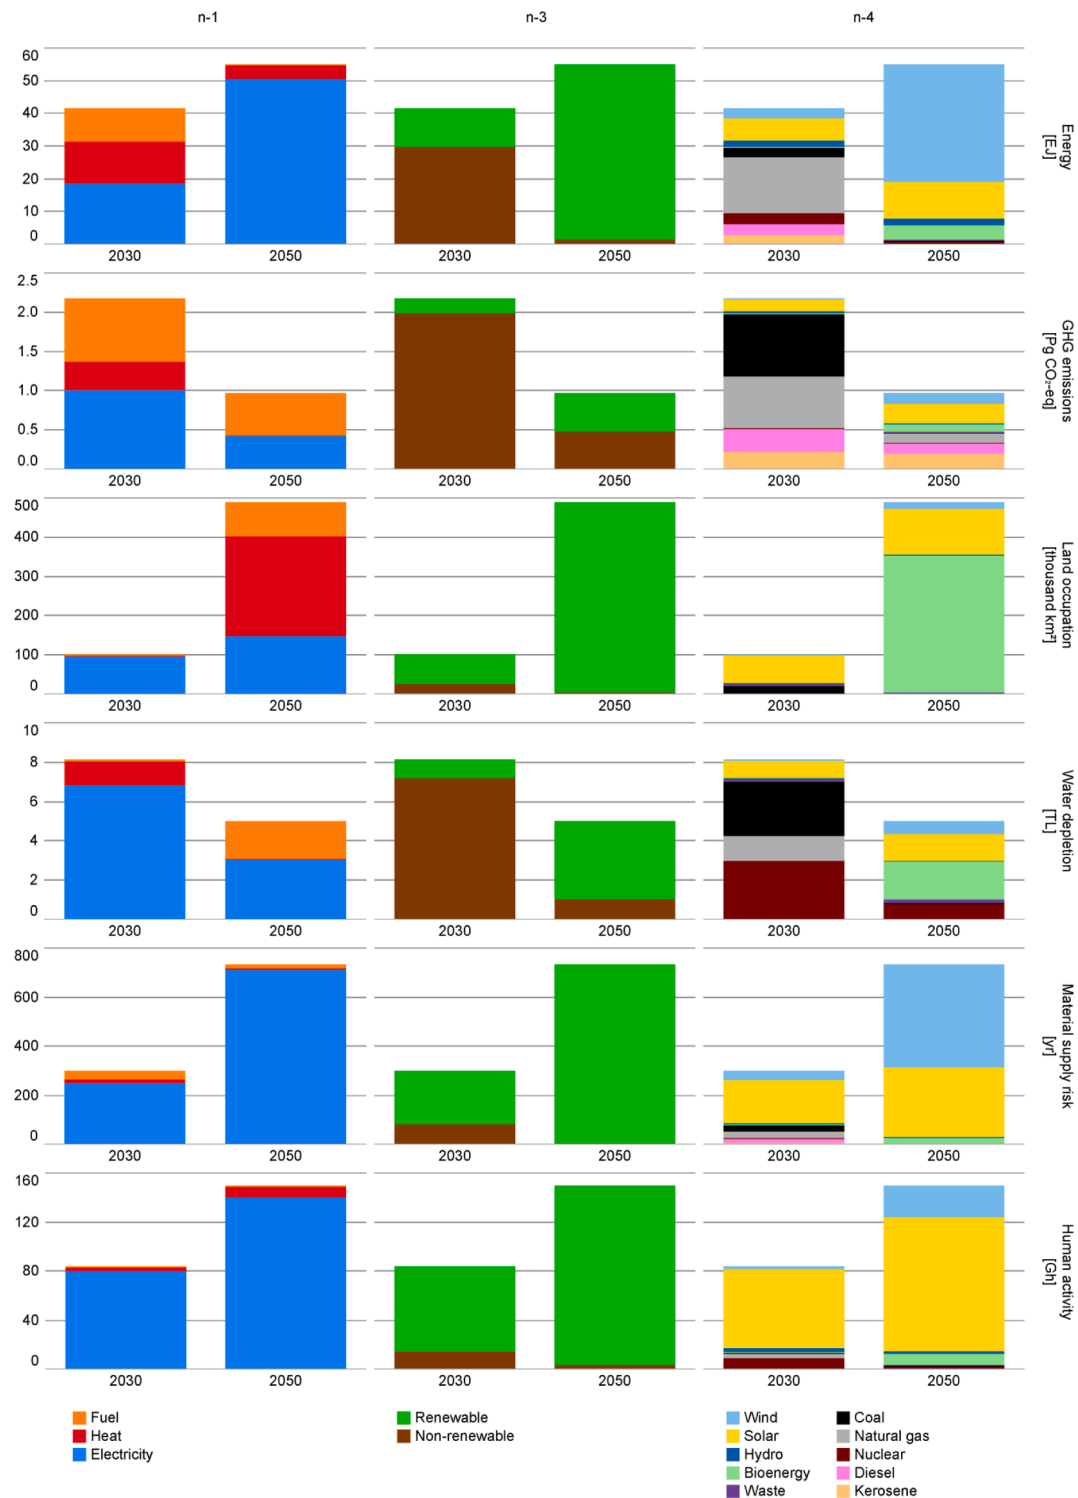 n-1 n-3 n-4
60
50
40
30
20
10
0
2030 2050 2030 2050 2030 2050
Energy
[EJ]
2.5
2.0
1.5
1.0
0.5
0.0
2030 2050 2030 2050 2030 2050
GHG emissions
[Pg CO₂-eq]
500
400
300
200
100
0
2030 2050 2030 2050 2030 2050
Land occupation
[thousand km²]
10
8
6
4
2
0
2030 2050 2030 2050 2030 2050
Water depletion
[TL]
800
600
400
200
0
2030 2050 2030 2050 2030 2050
Material supply risk
[yr]
160
120
80
40
0
2030 2050 2030 2050 2030 2050
Human activity
[Gh]
Fuel
Heat
Electricity
Renewable
Non-renewable
Wind
Solar
Hydro
Bioenergy
Waste
Coal
Natural gas
Nuclear
Diesel
Kerosene